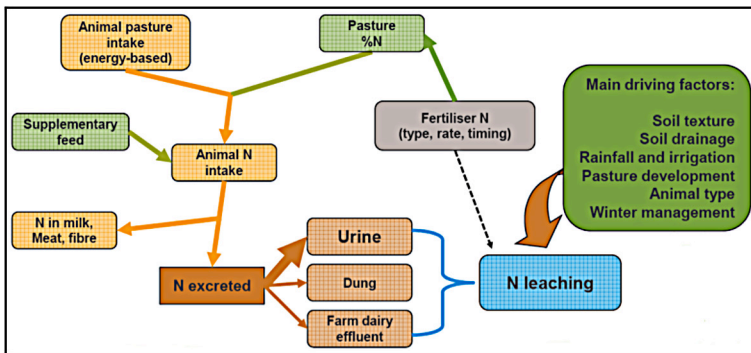 Animal pasture
intake
(energy-based)
Pasture
%N
Main driving factors:
Soil texture
Soil drainage
Rainfall and irrigation
Pasture development
Animal type
Winter management
Supplementary
feed
Fertiliser N
(type, rate, timing)
Animal N
intake
N in milk,
Meat, fibre
Urine
N excreted
Dung
N leaching
Farm dairy
effluent